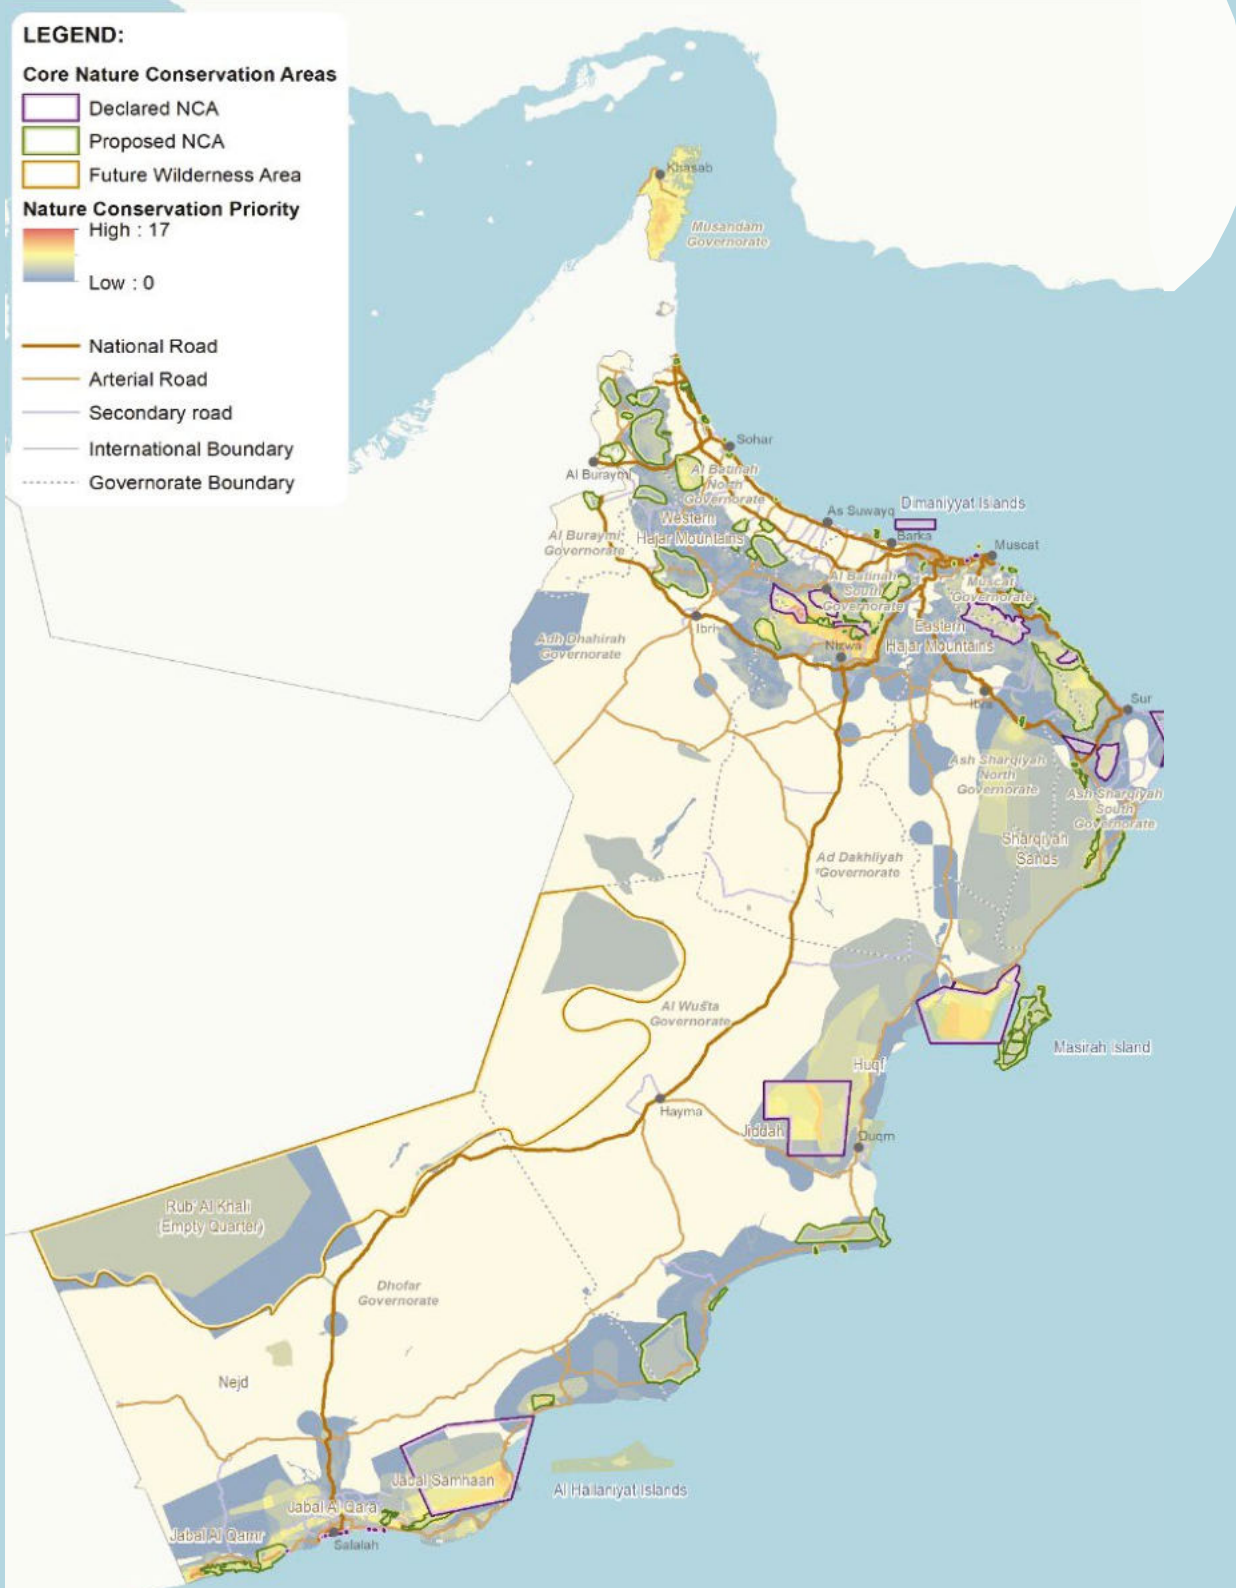 LEGEND:
Core Nature Conservation Areas
Declared NCA
Proposed NCA
Future Wilderness Area
Nature Conservation Priority
High : 17
Low : 0
National Road
Arterial Road
Secondary road
International Boundary
Governorate Boundary
Khasab
Musandam
Governorate
Sohar
Al Buraymi
Al Batinah
North
Governorate
As Suwayq
Dimaniyyat Islands
Western
Hajar Mountains
Al Buraymi
Governorate
Barka
Muscat
Al Batinah
South
Governorate
Muscat
Governorate
Ibri
Eastern
Hajar Mountains
Adh Dhahirah
Governorate
Nizwa
Ibra
Sur
Ash Sharqiyah
North
Governorate
Ash Sharqiyah
South
Governorate
Sharqiyah
Sands
Ad Dakhliyah
Governorate
Al Wusta
Governorate
Masirah Island
Huqf
Hayma
Jiddah
Duqm
Rub' Al Khali
(Empty Quarter)
Dhofar
Governorate
Nejd
Jabal Samhaan
Al Hallaniyat Islands
Jabal Al Qara
Jabal Al Qamr
Salalah